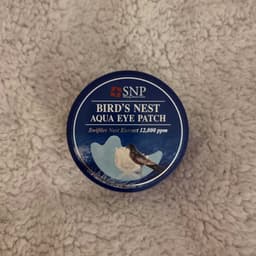 SNP
BIRD'S NEST
AQUA EYE PATCH
Swiftlet Nest Extract 12,000 ppm